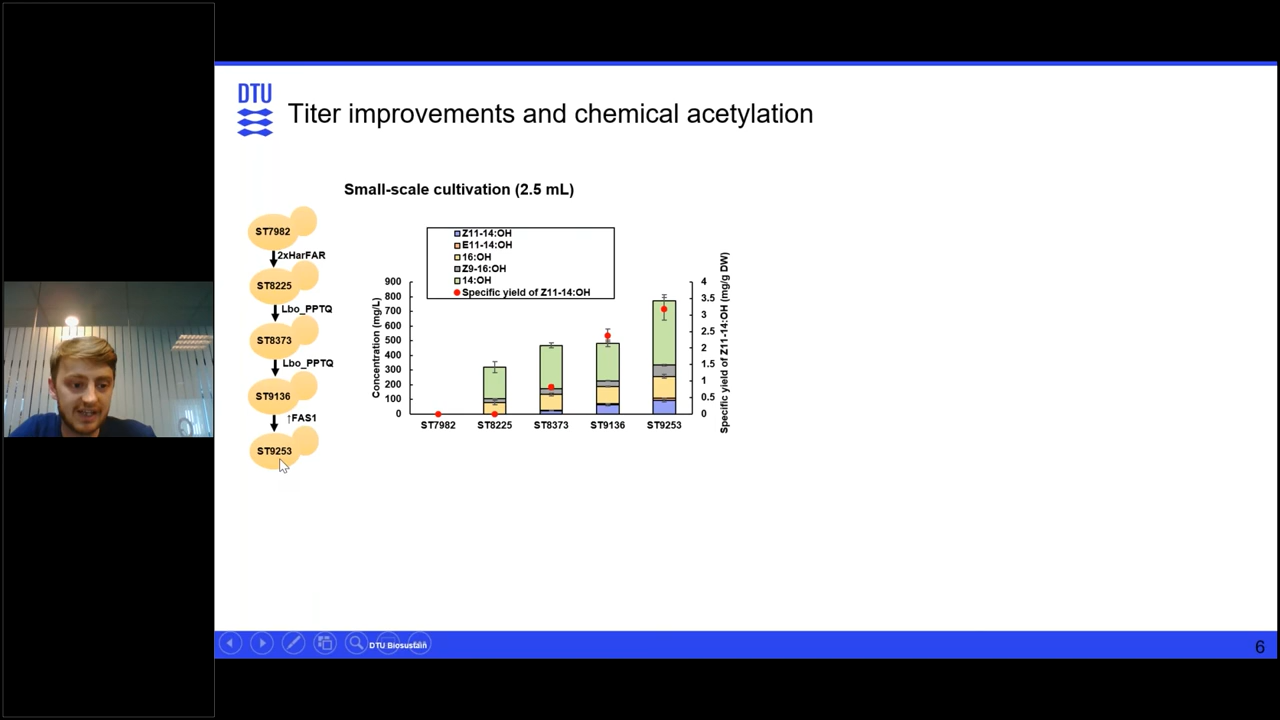 DTU
Titer improvements and chemical acetylation
Small-scale cultivation (2.5 mL)
ST7982
2xHarFAR
ST8225
Lbo_PPTQ
ST8373
Lbo_PPTQ
ST9136
↑FAS1
ST9253
Z11-14:OH
E11-14:OH
16:OH
Z9-16:OH
14:OH
Specific yield of Z11-14:OH
Concentration (mg/L)
900
800
700
600
500
400
300
200
100
0
ST7982 ST8225 ST8373 ST9136 ST9253
4
3.5
3
2.5
2
1.5
1
0.5
0
Specific yield of Z11-14:OH (mg/g DW)
DTU Biosustain
6